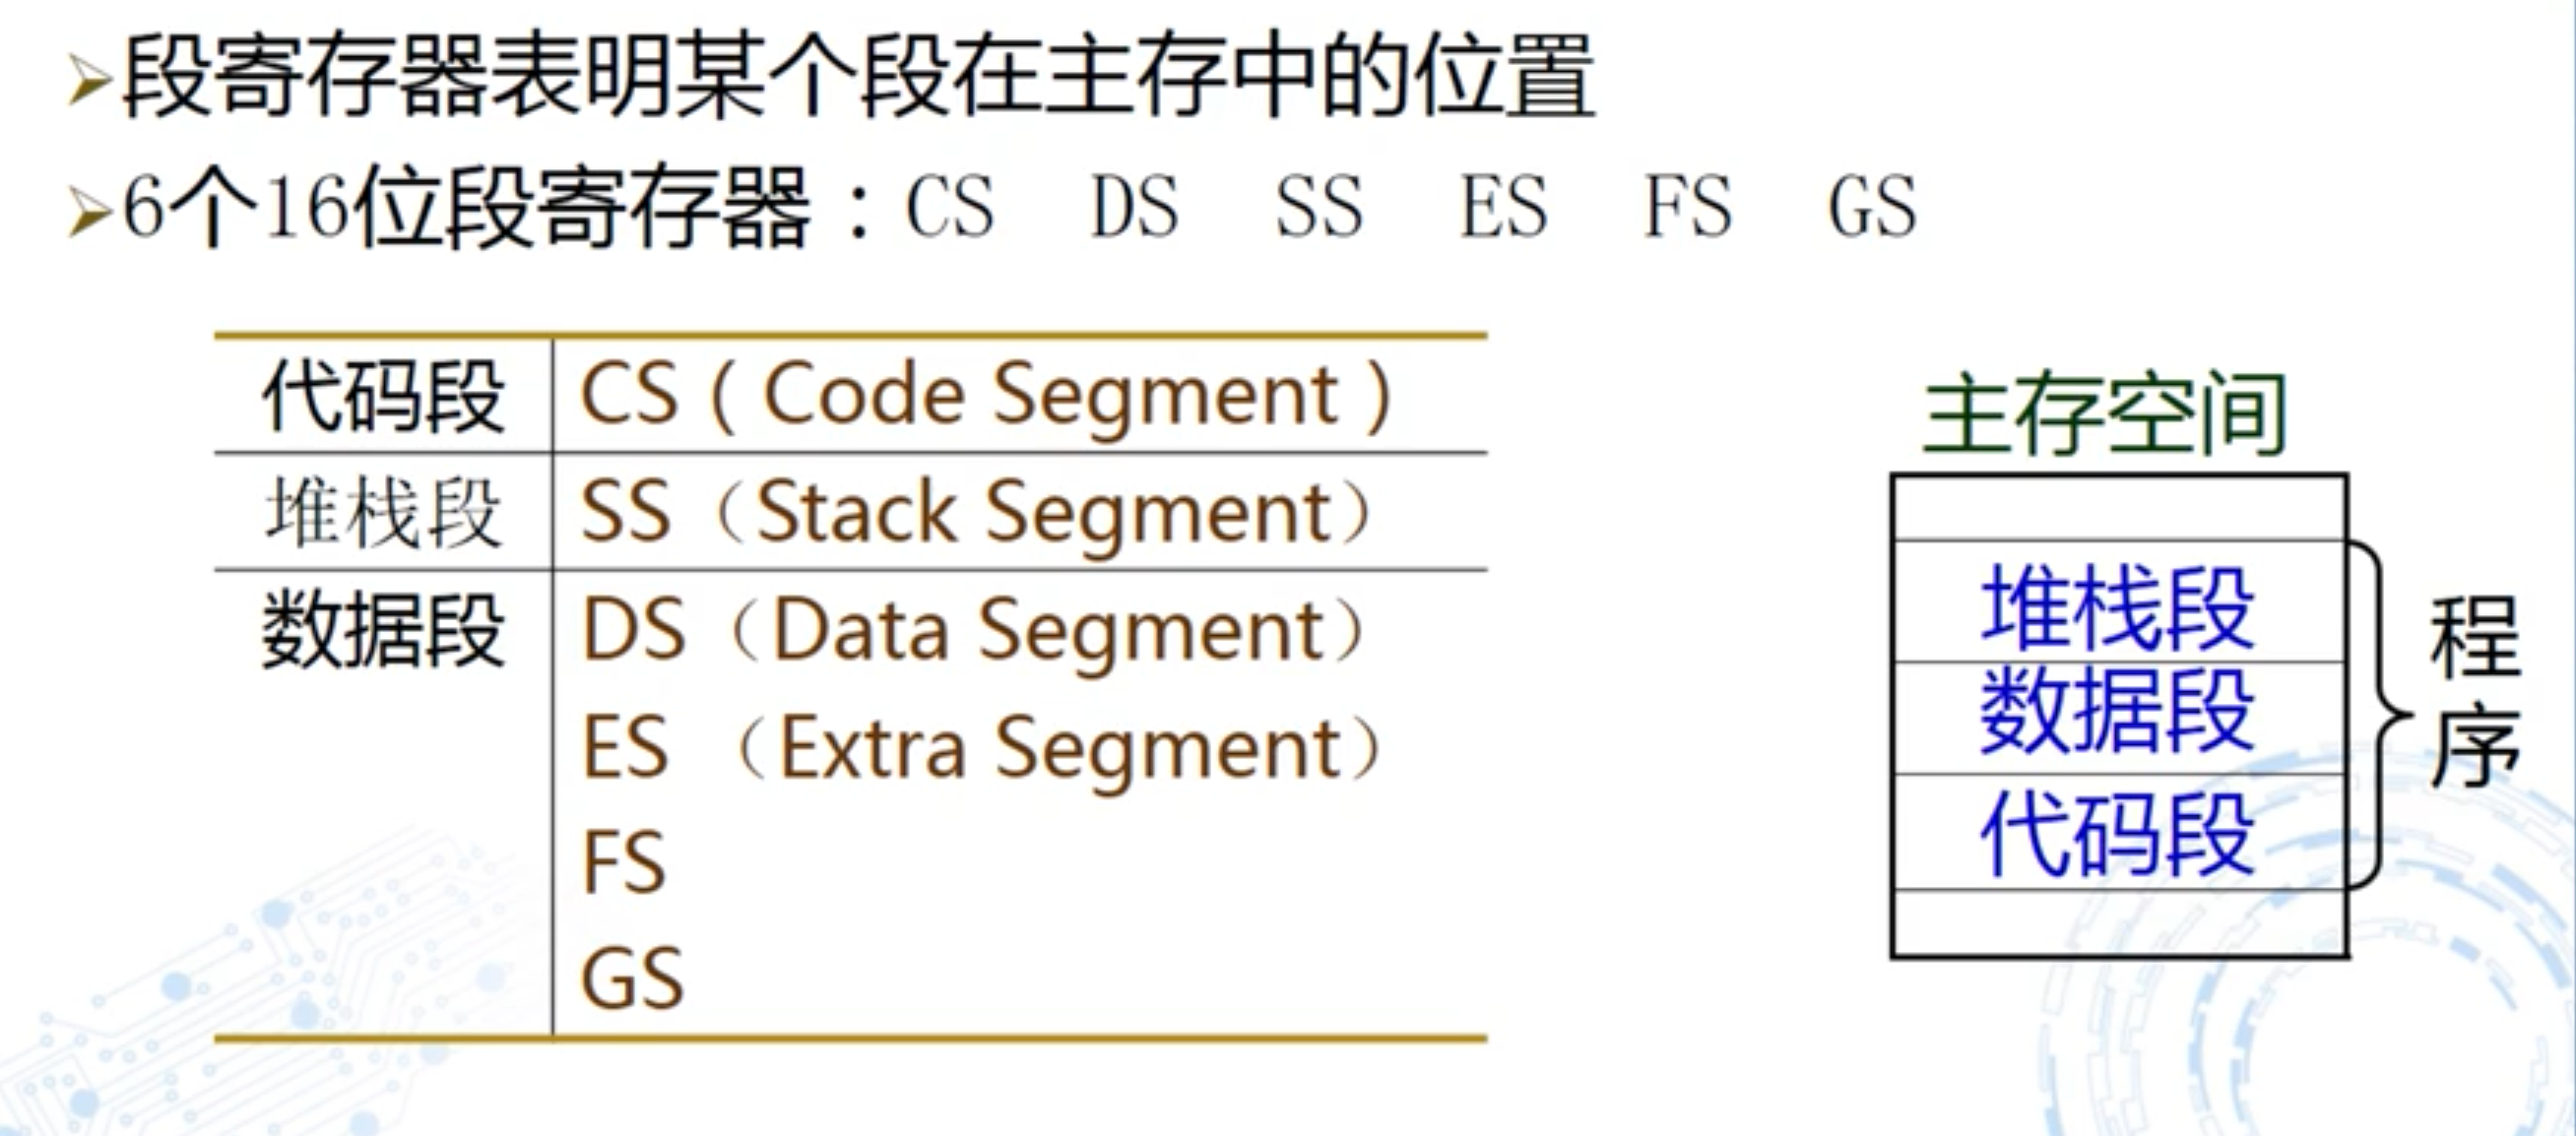 段寄存器表明某个段在主存中的位置
6个16位段寄存器：CS DS SS ES FS GS
代码段 CS（Code Segment）
堆栈段 SS（Stack Segment）
数据段 DS（Data Segment）
ES（Extra Segment）
FS
GS
主存空间
堆栈段
数据段
代码段
程序